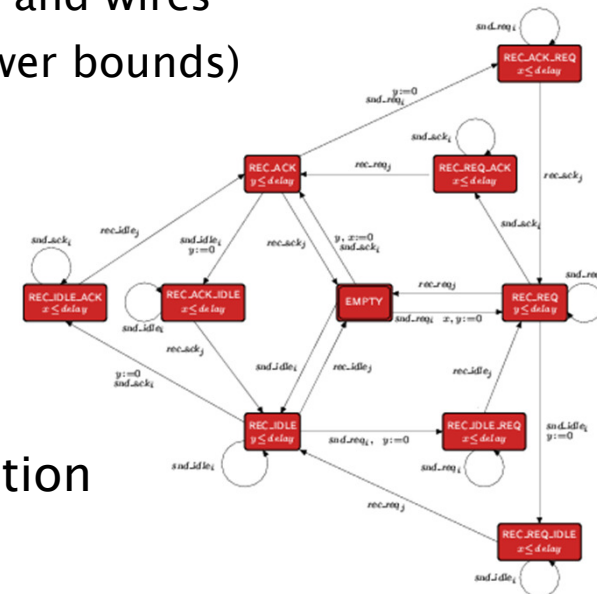 and wires
wer bounds)
snd_req_i
REC_ACK_REQ
x ≤ delay
y:=0
snd_req_i
snd_ack_i
REC_ACK
y ≤ delay
rec_req_j
REC_REQ_ACK
x ≤ delay
rec_ack_j
rec_idle_j
snd_ack_i
snd_idle_i
y:=0
rec_ack_j
y, x:=0
snd_ack_i
snd_ack_i
REC_IDLE_ACK
x ≤ delay
REC_ACK_IDLE
x ≤ delay
snd_idle_i
EMPTY
rec_req_j
snd_req_i x, y:=0
REC_REQ
y ≤ delay
snd_re
rec_ack_j
y:=0
snd_ack_i
snd_idle_i
rec_idle_j
rec_idle_j
REC_IDLE
y ≤ delay
snd_req_i, y:=0
REC_IDLE_REQ
x ≤ delay
snd_idle_i
y:=0
snd_idle_i
snd_req_i
tion
rec_req_j
REC_REQ_IDLE
x ≤ delay
snd_idle_i